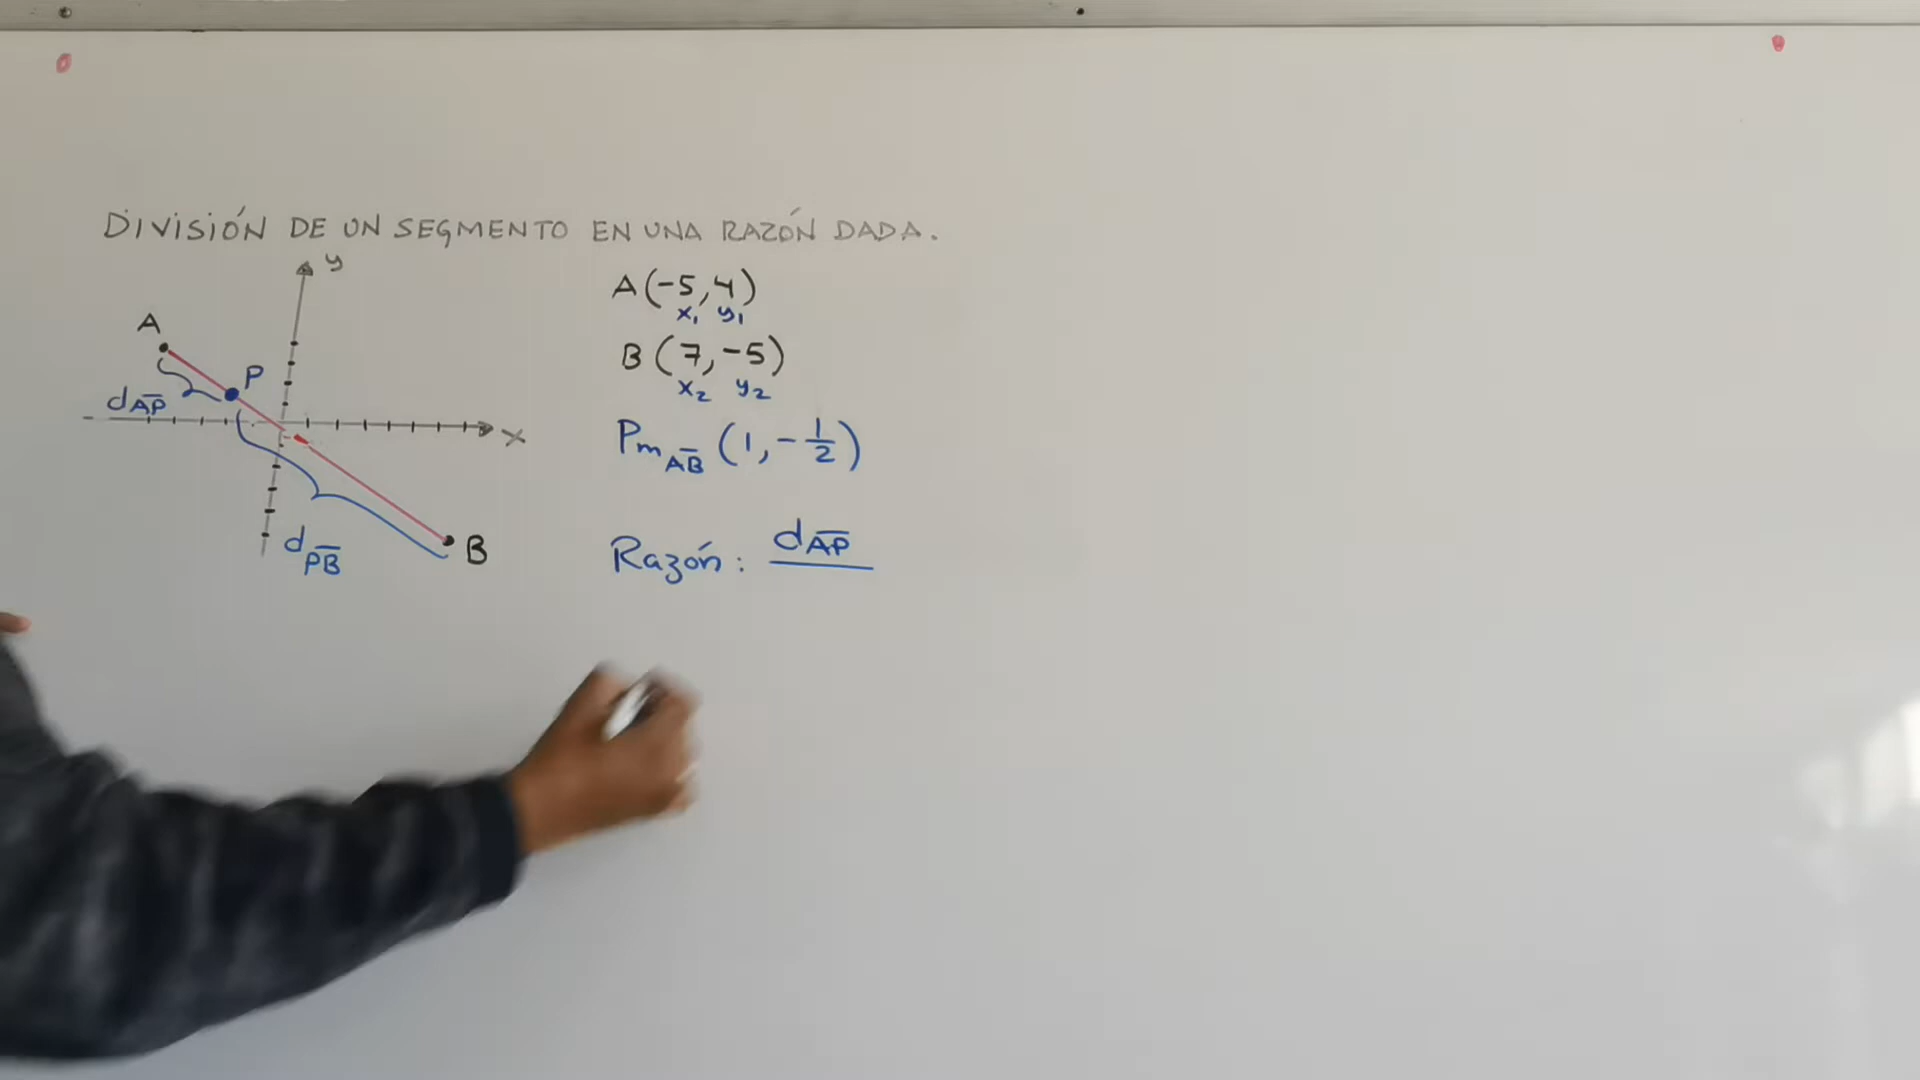 DIVISIÓN DE UN SEGMENTO EN UNA RAZÓN DADA.
y
A
P
dAP̅
x
dPB̅
B
A(-5,4)
x₁ y₁
B(7,-5)
x₂ y₂
PmAB̅ (1,-1/2)
Razón: dAP̅